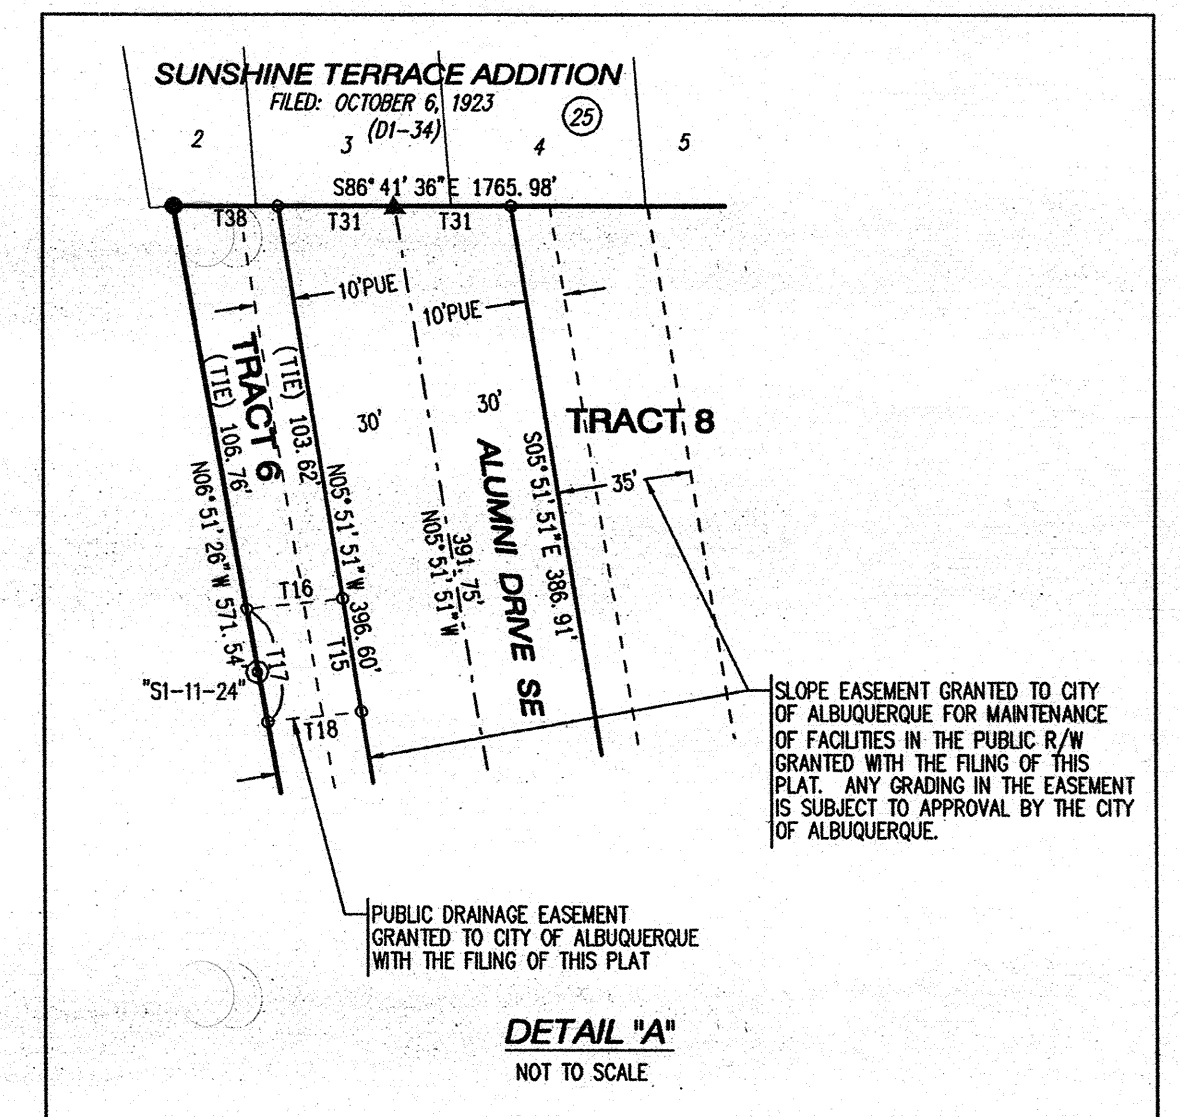 SUNSHINE TERRACE ADDITION
FILED: OCTOBER 6, 1923
(D1-34)
25
2
3
4
5
S86°41'36"E 1765.98'
T38
T31
T31
10'PUE
10'PUE
TRACT 6
(TIE) 106.76'
N06°51'26"W 571.54'
(TIE) 103.62'
N05°51'51"W 396.60'
30'
30'
391.75'
N05°51'51"W
ALUMNI DRIVE SE
S05°51'51"E 386.91'
TRACT 8
35'
T16
T15
T17
T18
"S1-11-24"
SLOPE EASEMENT GRANTED TO CITY
OF ALBUQUERQUE FOR MAINTENANCE
OF FACILITIES IN THE PUBLIC R/W
GRANTED WITH THE FILING OF THIS
PLAT. ANY GRADING IN THE EASEMENT
IS SUBJECT TO APPROVAL BY THE CITY
OF ALBUQUERQUE.
PUBLIC DRAINAGE EASEMENT
GRANTED TO CITY OF ALBUQUERQUE
WITH THE FILING OF THIS PLAT
DETAIL "A"
NOT TO SCALE